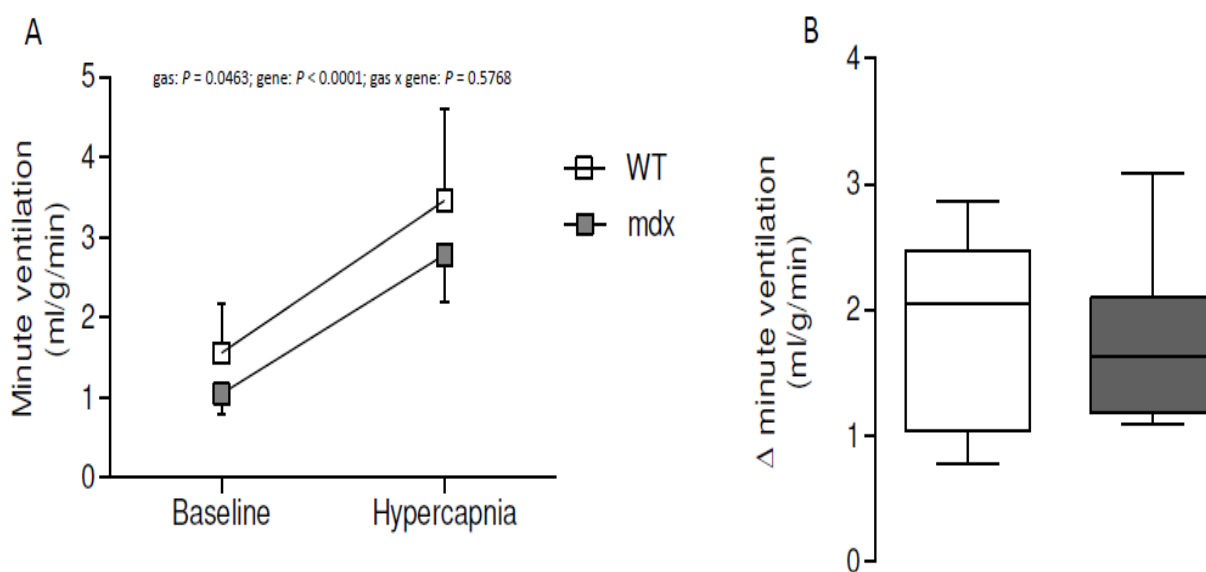 A
gas: P = 0.0463; gene: P < 0.0001; gas x gene: P = 0.5768
Minute ventilation
(ml/g/min)
5
4
3
2
1
0
Baseline
Hypercapnia
WT
mdx
B
Δ minute ventilation
(ml/g/min)
4
3
2
1
0